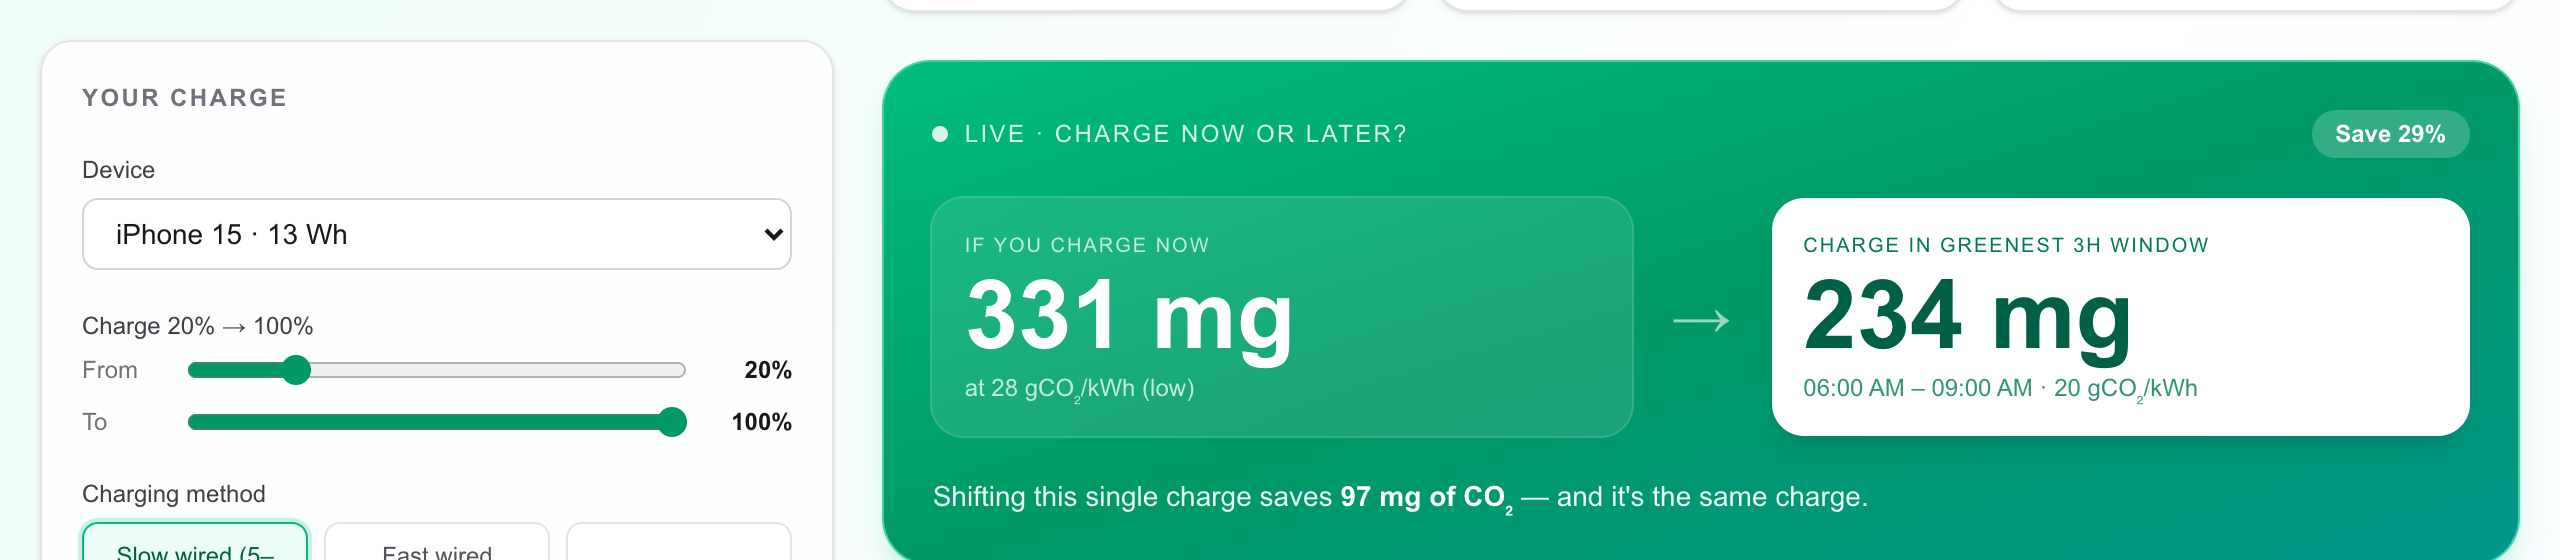 YOUR CHARGE
Device
iPhone 15 · 13 Wh
Charge 20% → 100%
From 20%
To 100%
Charging method
Slow wired (5–
Fast wired
LIVE · CHARGE NOW OR LATER?
Save 29%
IF YOU CHARGE NOW
331 mg
at 28 gCO₂/kWh (low)
→
CHARGE IN GREENEST 3H WINDOW
234 mg
06:00 AM – 09:00 AM · 20 gCO₂/kWh
Shifting this single charge saves 97 mg of CO₂ — and it's the same charge.